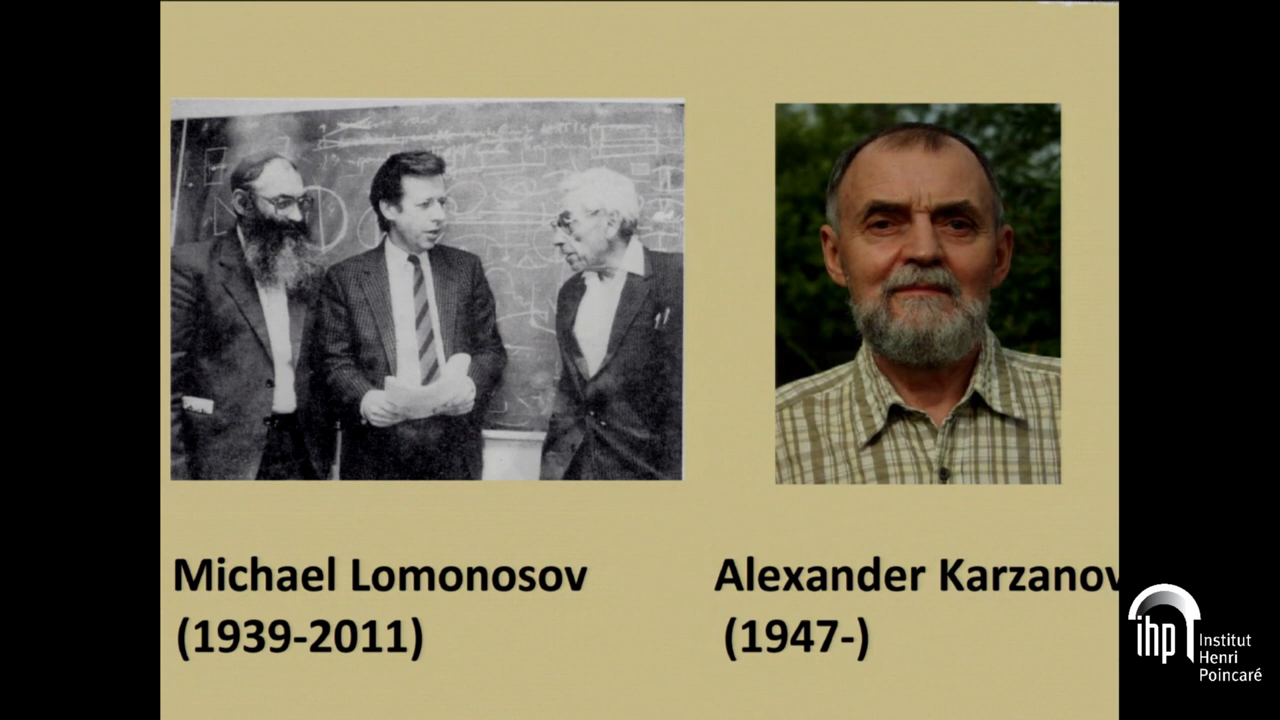 Michael Lomonosov
(1939-2011)
Alexander Karzanov
(1947-)
ihp
Institut
Henri
Poincaré